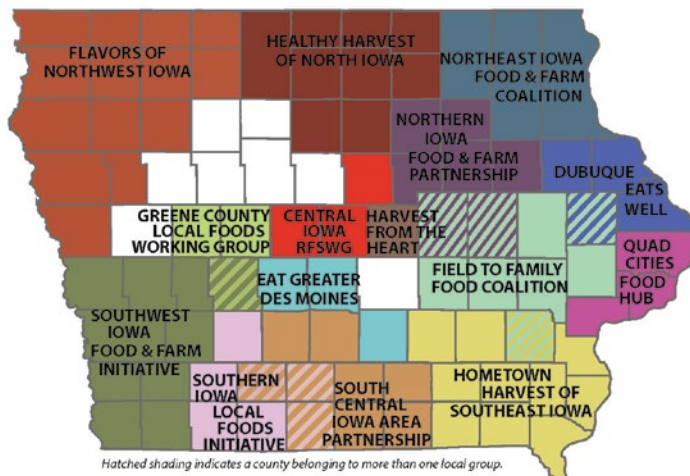 FLAVORS OF
NORTHWEST IOWA
HEALTHY HARVEST
OF NORTH IOWA
NORTHEAST IOWA
FOOD & FARM
COALITION
NORTHERN
IOWA
FOOD & FARM
PARTNERSHIP
DUBUQUE
EATS
WELL
GREENE COUNTY
LOCAL FOODS
WORKING GROUP
CENTRAL
IOWA
RFSWG
HARVEST
FROM THE
HEART
QUAD
CITIES
FOOD
HUB
EAT GREATER
DES MOINES
FIELD TO FAMILY
FOOD COALITION
SOUTHWEST
IOWA
FOOD & FARM
INITIATIVE
SOUTHERN
IOWA
LOCAL
FOODS
INITIATIVE
SOUTH
CENTRAL
IOWA AREA
PARTNERSHIP
HOMETOWN
HARVEST OF
SOUTHEAST IOWA
Hatched shading indicates a county belonging to more than one local group.